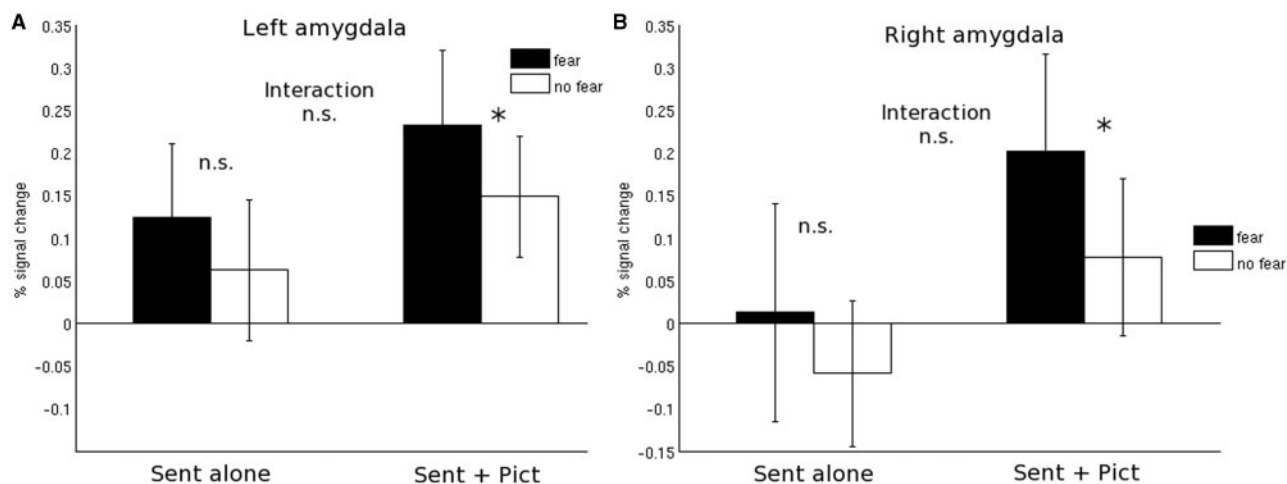 A
Left amygdala
0.35
0.3
0.25
0.2
0.15
0.1
0.05
0
-0.05
-0.1
% signal change
fear
no fear
Interaction
n.s.
n.s.
*
Sent alone
Sent + Pict
B
Right amygdala
0.35
0.3
0.25
0.2
0.15
0.1
0.05
0
-0.05
-0.1
-0.15
% signal change
Interaction
n.s.
*
n.s.
fear
no fear
Sent alone
Sent + Pict